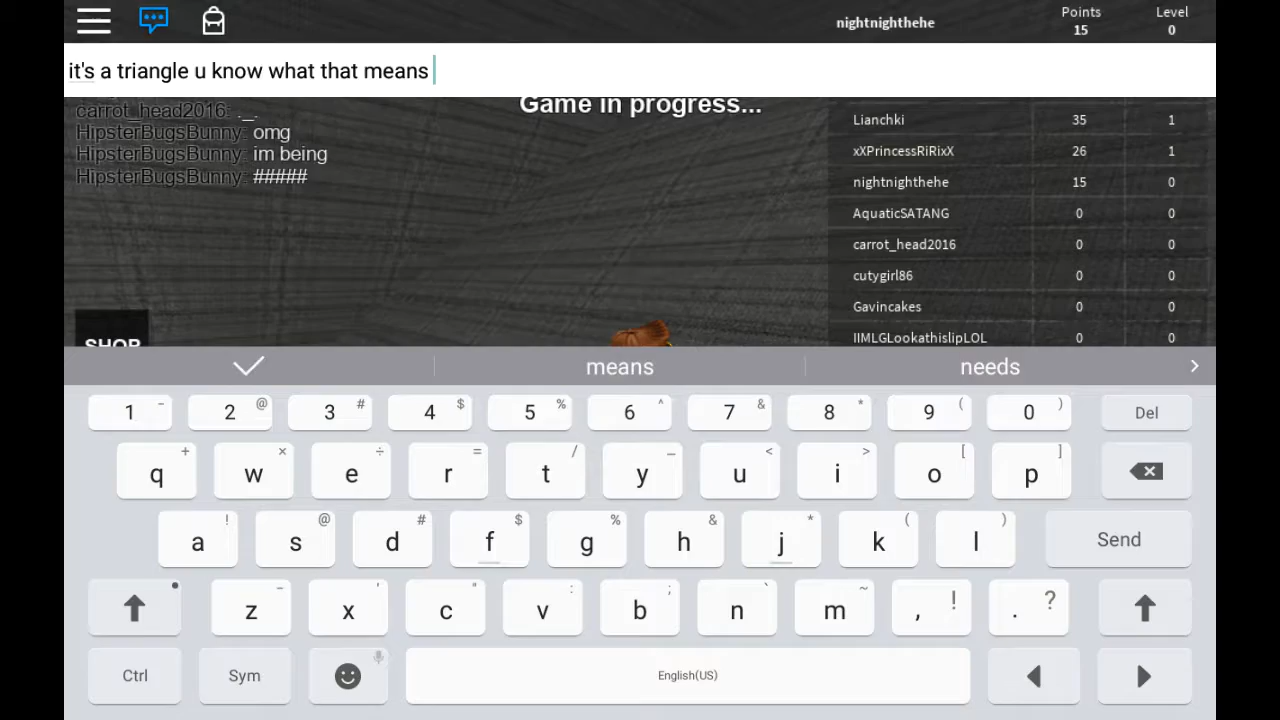 nightnighthehe
Points
15
Level
0
it's a triangle u know what that means
Game in progress...
carrot_head2016: ._.
HipsterBugsBunny: omg
HipsterBugsBunny: im being
HipsterBugsBunny: #####
Lianchki 35 1
xXPrincessRiRixX 26 1
nightnighthehe 15 0
AquaticSATANG 0 0
carrot_head2016 0 0
cutygirl86 0 0
Gavincakes 0 0
IIMLGLookathislipLOL 0 0
SHOP
means needs
1 - 2 @ 3 # 4 $ 5 % 6 ^ 7 & 8 * 9 ( 0 ) Del
q + w × e ÷ r = t / y _ u < i > o [ p ]
a ! s @ d # f $ g % h & j * k ( l ) Send
z - x ' c " v : b ; n ` m ~ , ! . ?
Ctrl Sym English(US)